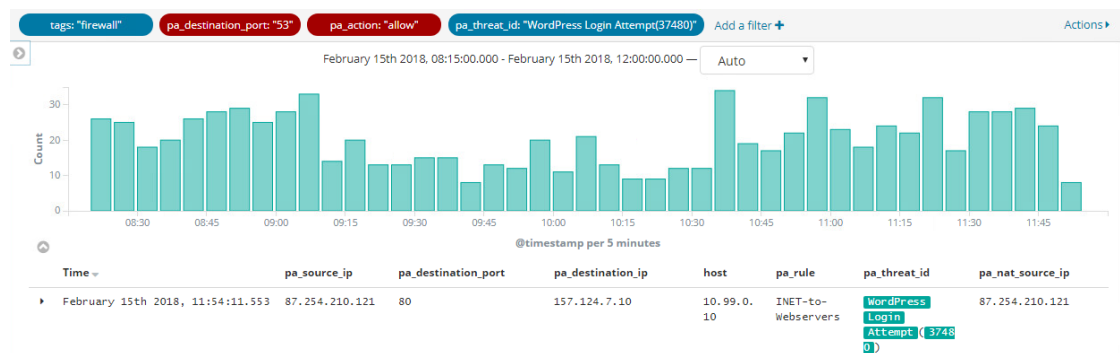 tags: "firewall" pa_destination_port: "53" pa_action: "allow" pa_threat_id: "WordPress Login Attempt(37480)" Add a filter + Actions
February 15th 2018, 08:15:00.000 - February 15th 2018, 12:00:00.000 — Auto
Count
30
20
10
0
08:30 08:45 09:00 09:15 09:30 09:45 10:00 10:15 10:30 10:45 11:00 11:15 11:30 11:45
@timestamp per 5 minutes
Time pa_source_ip pa_destination_port pa_destination_ip host pa_rule pa_threat_id pa_nat_source_ip
February 15th 2018, 11:54:11.553 87.254.210.121 80 157.124.7.10 10.99.0. INET-to- WordPress 87.254.210.121
10 Webservers Login
Attempt (3748
0)